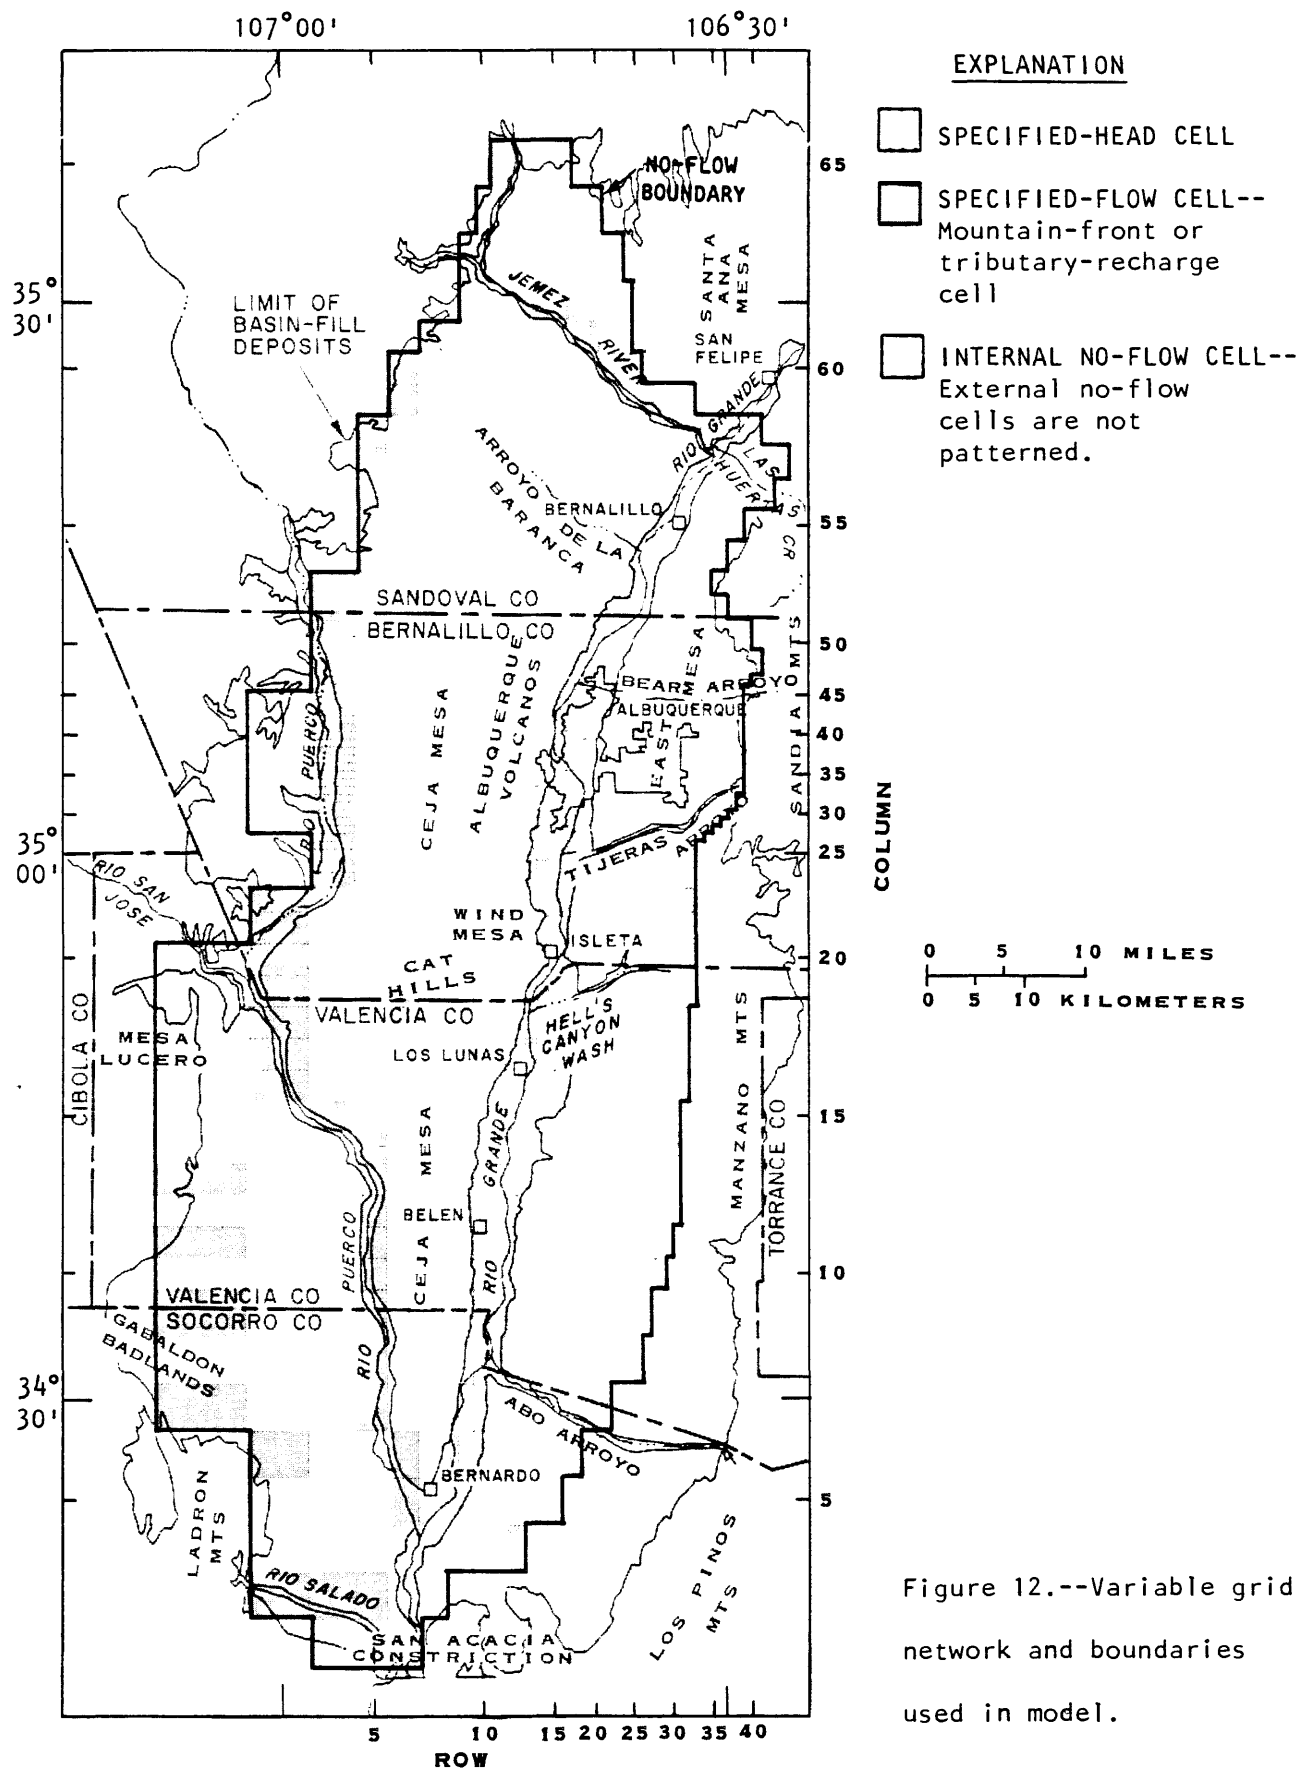 107°00'
106°30'
EXPLANATION
SPECIFIED-HEAD CELL
SPECIFIED-FLOW CELL--
Mountain-front or
tributary-recharge
cell
INTERNAL NO-FLOW CELL--
External no-flow
cells are not
patterned.
NO-FLOW
BOUNDARY
65
SANTA
ANA
MESA
35°
30'
LIMIT OF
BASIN-FILL
DEPOSITS
JEMEZ
RIVER
SAN
FELIPE
60
RIO GRANDE
LAS
HUERTAS
CR
ARROYO
DE LA
BARANCA
BERNALILLO
55
SANDOVAL CO
BERNALILLO CO
50
BEAR ARROYO
45
ALBUQUERQUE
40
EAST MESA
35
SANDIA MTS
30
25
COLUMN
RIO PUERCO
CEJA MESA
ALBUQUERQUE
VOLCANOS
TIJERAS ARROYO
35°
00'
RIO SAN
JOSE
WIND
MESA
ISLETA
20
CAT
HILLS
VALENCIA CO
HELL'S
CANYON
WASH
0 5 10 MILES
0 5 10 KILOMETERS
CIBOLA CO
MESA
LUCERO
LOS LUNAS
MANZANO MTS
TORRANCE CO
15
CEJA MESA
RIO GRANDE
BELEN
RIO PUERCO
10
VALENCIA CO
SOCORRO CO
GABALDON
BADLANDS
34°
30'
ABO ARROYO
BERNARDO
5
LADRON
MTS
RIO SALADO
LOS PINOS
MTS
SAN ACACIA
CONSTRICTION
5 10 15 20 25 30 35 40
ROW
Figure 12.--Variable grid
network and boundaries
used in model.